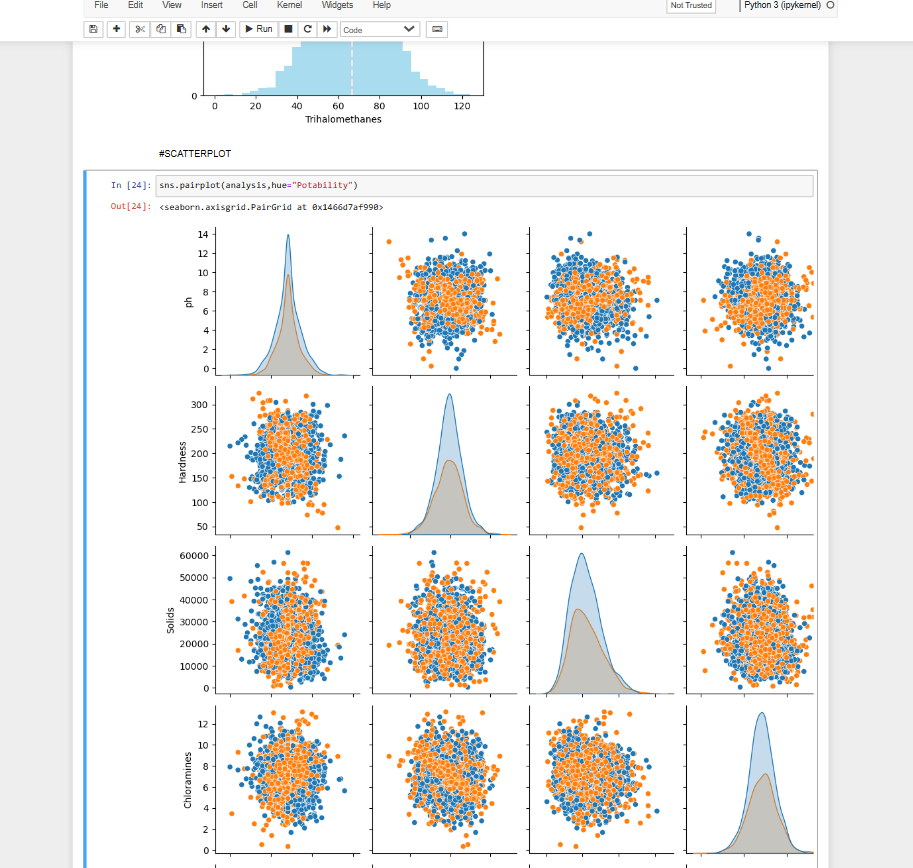 File Edit View Insert Cell Kernel Widgets Help Not Trusted Python 3 (ipykernel)
Run Code
0
0 20 40 60 80 100 120
Trihalomethanes
#SCATTERPLOT
In [24]: sns.pairplot(analysis,hue="Potability")
Out[24]: <seaborn.axisgrid.PairGrid at 0x1466d7af990>
14
12
10
8
6
4
2
0
ph
300
250
200
150
100
50
Hardness
60000
50000
40000
30000
20000
10000
0
Solids
12
10
8
6
4
2
0
Chloramines